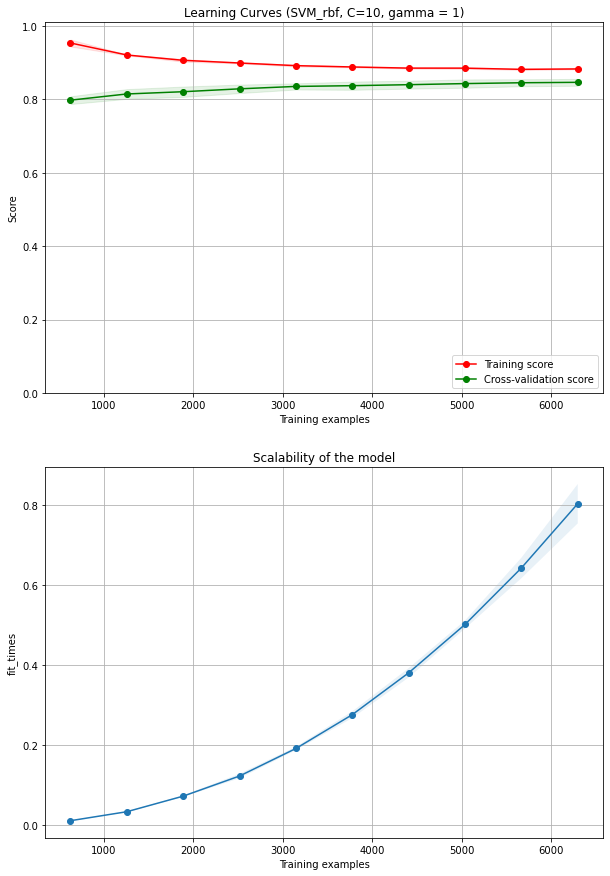 Learning Curves (SVM_rbf, C=10, gamma = 1)
1.0
0.8
0.6
0.4
0.2
0.0
Score
Training score
Cross-validation score
1000 2000 3000 4000 5000 6000
Training examples
Scalability of the model
0.8
0.6
0.4
0.2
0.0
fit_times
1000 2000 3000 4000 5000 6000
Training examples